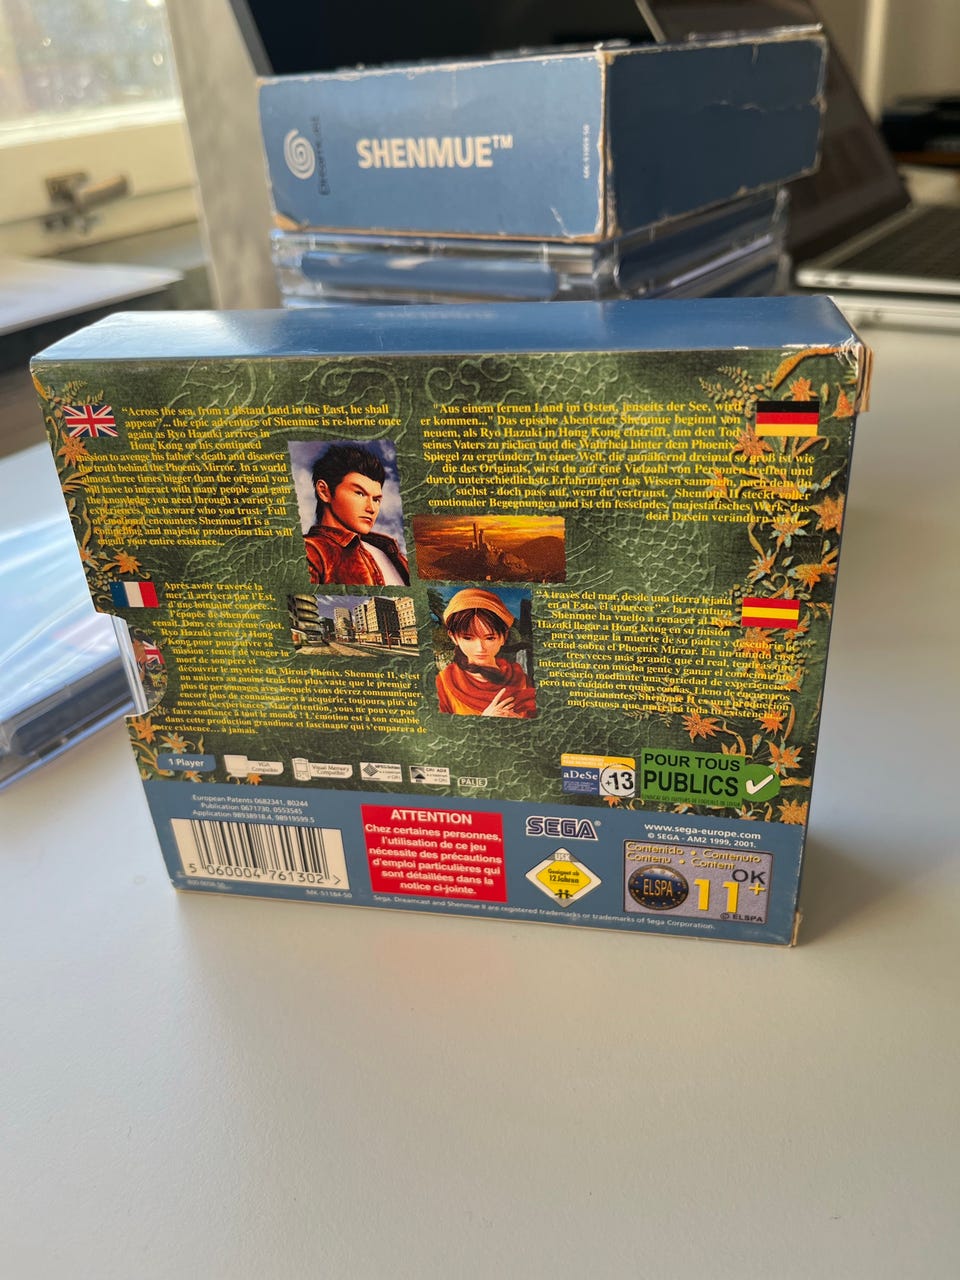 SHENMUE™
MK-51059-50
"Across the sea, from a distant land in the East, he shall
appear"... the epic adventure of Shenmue is re-borne once
again as Ryo Hazuki arrives in
Hong Kong on his continued
mission to avenge his father's death and discover
the truth behind the Phoenix Mirror. In a world
almost three times bigger than the original you
will have to interact with many people and gain
the knowledge you need through a variety of
experiences, but beware who you trust. Full
of emotional encounters Shenmue II is a
compelling and majestic production that will
engulf your entire existence...
"Aus einem fernen Land im Osten, jenseits der See, wird
er kommen..." Das epische Abenteuer Shenmue beginnt von
neuem, als Ryo Hazuki in Hong Kong eintrifft, um den Tod
seines Vaters zu rächen und die Wahrheit hinter dem Phoenix
Spiegel zu ergründen. In einer Welt, die annähernd dreimal so groß ist wie
die des Originals, wirst du auf eine Vielzahl von Personen treffen und
durch unterschiedlichste Erfahrungen das Wissen sammeln, nach dem du
suchst - doch pass auf, wem du vertraust. Shenmue II steckt voller
emotionaler Begegnungen und ist ein fesselndes, majestätisches Werk, das
dein Dasein verändern wird...
Après avoir traversé la
mer, il arrivera par l'Est,
d'une lointaine contrée...
l'épopée de Shenmue
renaît. Dans ce deuxième volet,
Ryo Hazuki arrive à Hong
Kong pour poursuivre sa
mission : tenter de venger la
mort de son père et
découvrir le mystère du Miroir Phénix. Shenmue II, c'est
un univers au moins trois fois plus vaste que le premier :
plus de personnages avec lesquels vous devrez communiquer
encore plus de connaissances à acquérir, toujours plus de
nouvelles expériences. Mais attention, vous ne pouvez pas
faire confiance à tout le monde ! L'émotion est à son comble
dans cette production grandiose et fascinante qui s'emparera de
votre existence... à jamais.
"A través del mar, desde una tierra lejana
en el Este, él aparecer"... la aventura
Shenmue ha vuelto a renacer al Ryo
Hazuki llegar a Hong Kong en su misión
para vengar la muerte de su padre y descubrir la
verdad sobre el Phoenix Mirror. En un mundo casi
tres veces más grande que el real, tendrás que
interactuar con mucha gente y ganar el conocimiento
necesario mediante una variedad de experiencias
pero ten cuidado en quien confías. Lleno de encuentros
emocionantes, Shenmue II es una producción
majestuosa que marcará toda tu existencia...
1 Player
VGA
Compatible
Visual Memory
Compatible
CRI ADX
PAL/E
aDeSe
+13
POUR TOUS
PUBLICS
European Patents 0682341, 80244
Publication 0671730, 0553545
Application 98938918.4, 98919599.5
5 060004 761302 >
MK-51184-50
ATTENTION
Chez certaines personnes,
l'utilisation de ce jeu
nécessite des précautions
d'emploi particulières qui
sont détaillées dans la
notice ci-jointe.
SEGA®
USK
Geeignet ab
12 Jahren
www.sega-europe.com
© SEGA - AM2 1999, 2001.
Contenido • Contenuto
Contenu • Content
ELSPA
OK
11+
© ELSPA
Sega, Dreamcast and Shenmue II are registered trademarks or trademarks of Sega Corporation.